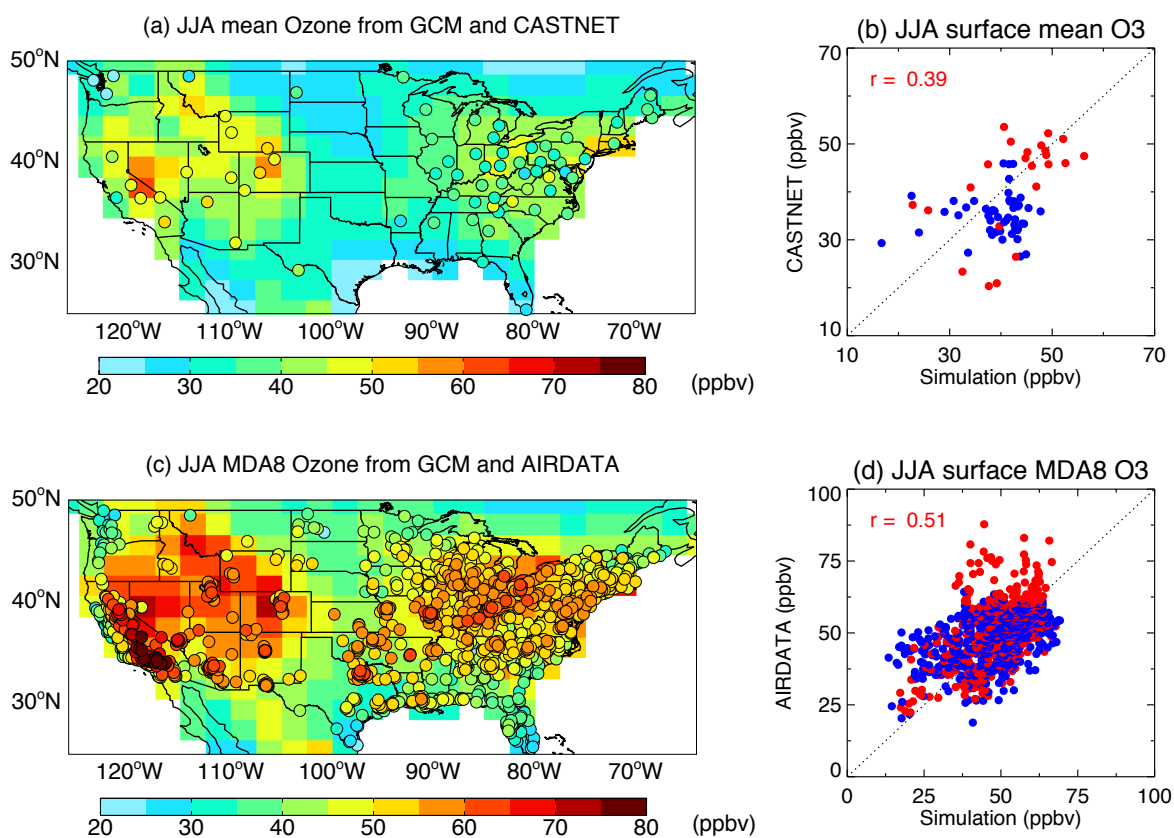 (a) JJA mean Ozone from GCM and CASTNET
50°N
40°N
30°N
120°W 110°W 100°W 90°W 80°W 70°W
20 30 40 50 60 70 80 (ppbv)
(b) JJA surface mean O3
70
50
30
10
r = 0.39
CASTNET (ppbv)
10 30 50 70
Simulation (ppbv)
(c) JJA MDA8 Ozone from GCM and AIRDATA
50°N
40°N
30°N
120°W 110°W 100°W 90°W 80°W 70°W
20 30 40 50 60 70 80 (ppbv)
(d) JJA surface MDA8 O3
100
75
50
25
0
r = 0.51
AIRDATA (ppbv)
0 25 50 75 100
Simulation (ppbv)